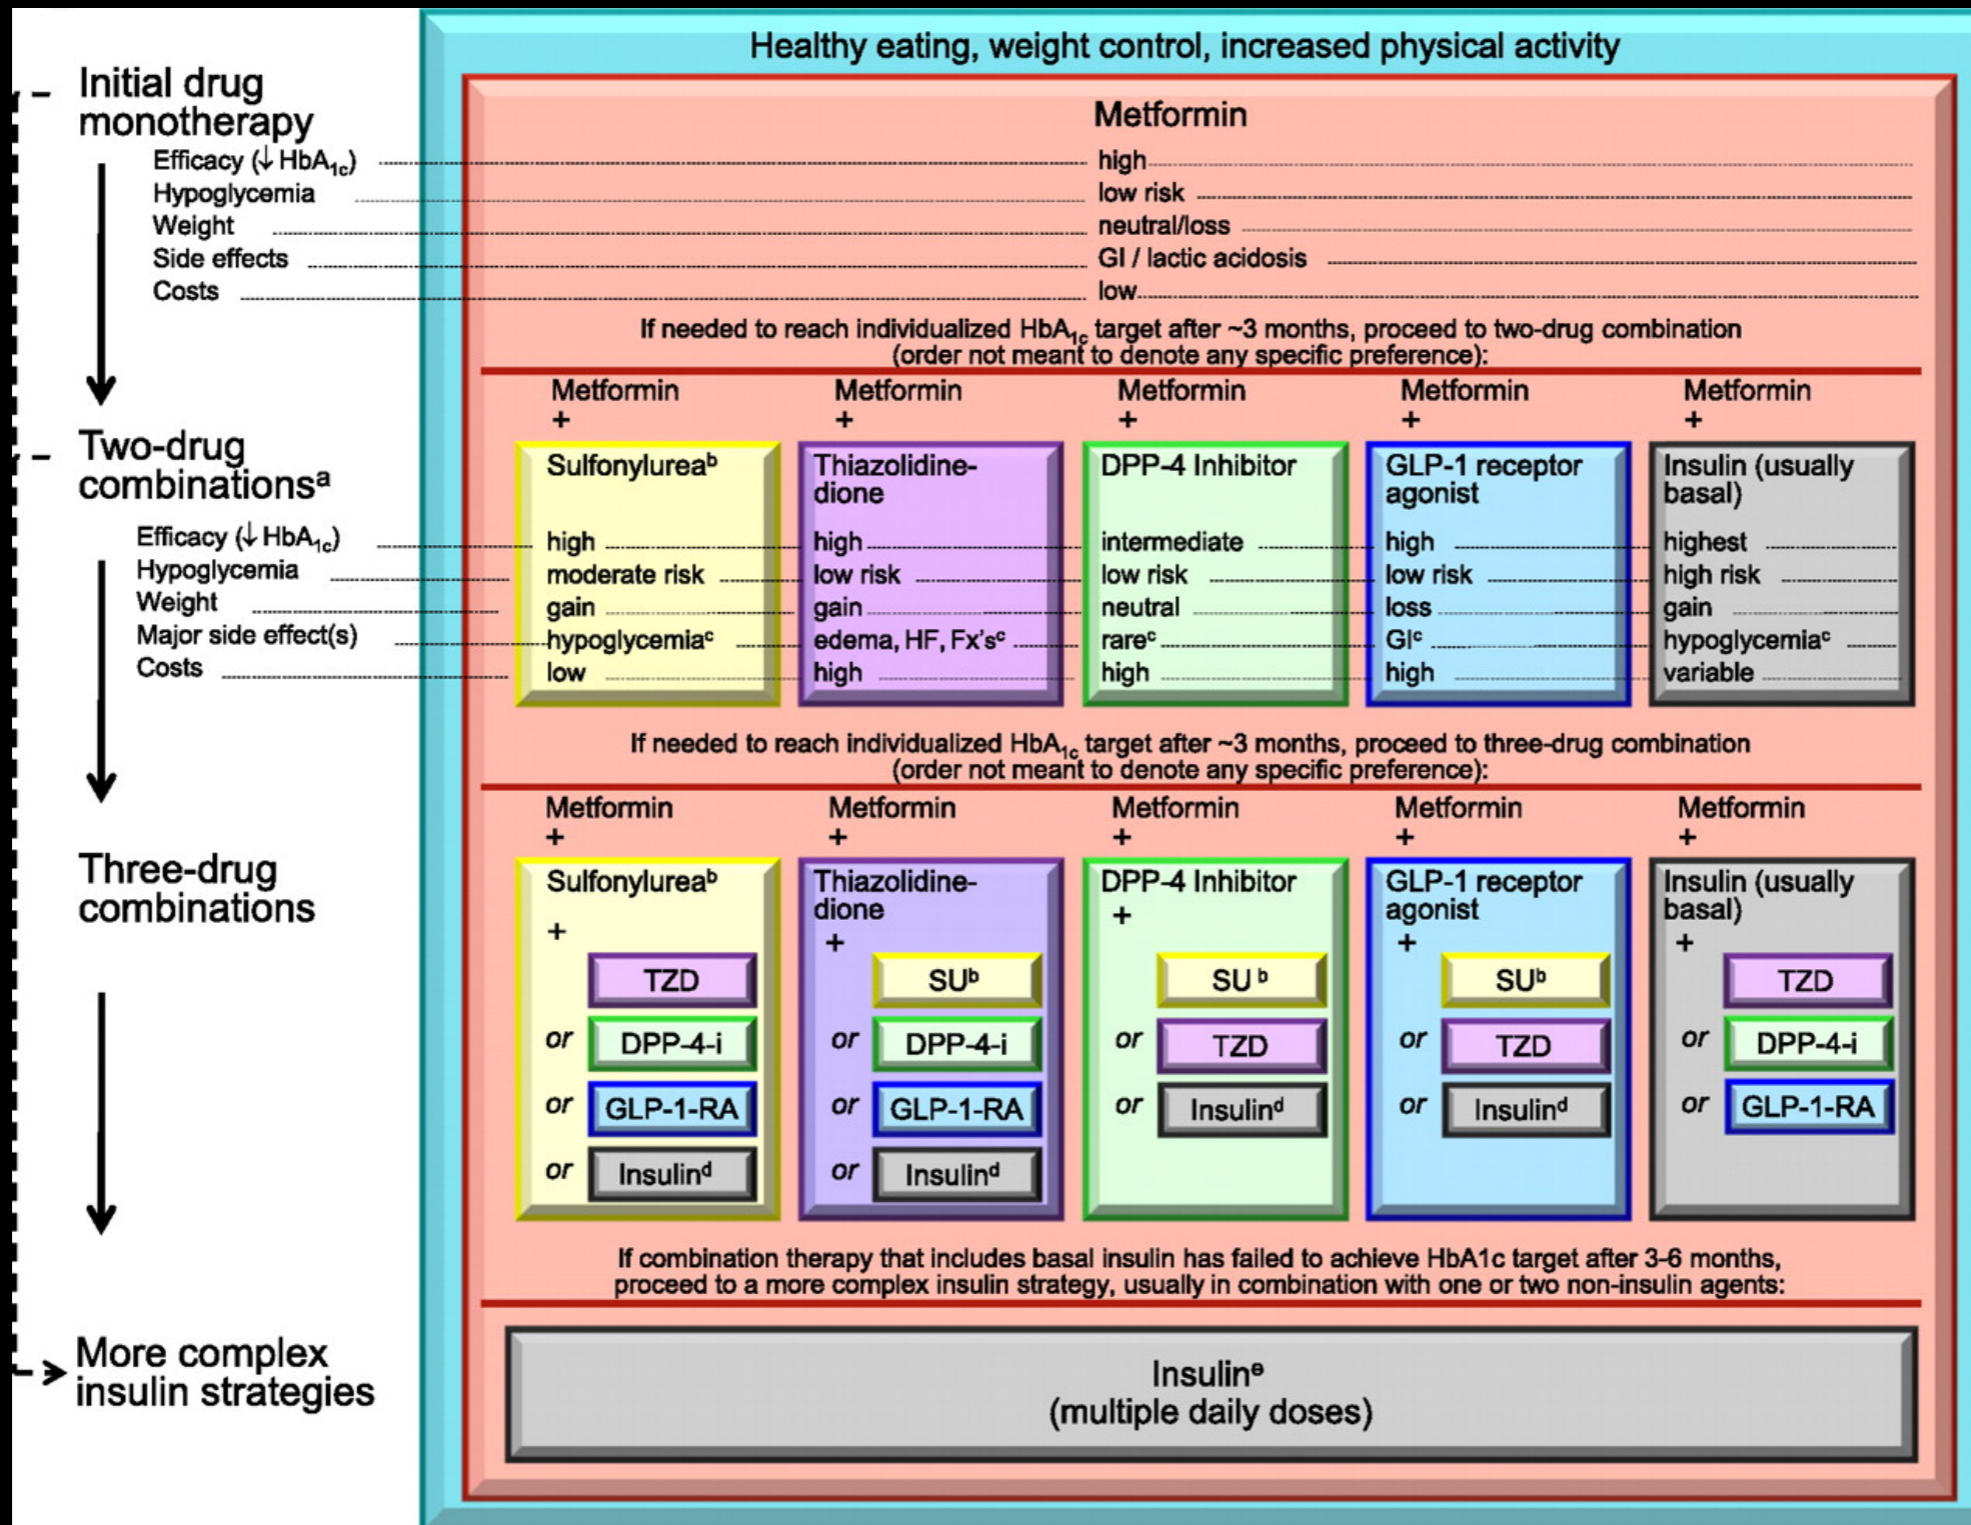 Healthy eating, weight control, increased physical activity
Initial drug
monotherapy
Metformin
Efficacy (↓ HbA1c) high
Hypoglycemia low risk
Weight neutral/loss
Side effects GI / lactic acidosis
Costs low
If needed to reach individualized HbA1c target after ~3 months, proceed to two-drug combination
(order not meant to denote any specific preference):
Metformin Metformin Metformin Metformin Metformin
+ + + + +
Two-drug
combinationsᵃ
Sulfonylureaᵇ Thiazolidine- DPP-4 Inhibitor GLP-1 receptor Insulin (usually
dione agonist basal)
Efficacy (↓ HbA1c) high high intermediate high highest
Hypoglycemia moderate risk low risk low risk low risk high risk
Weight gain gain neutral loss gain
Major side effect(s) hypoglycemiaᶜ edema, HF, Fx'sᶜ rareᶜ GIᶜ hypoglycemiaᶜ
Costs low high high high variable
If needed to reach individualized HbA1c target after ~3 months, proceed to three-drug combination
(order not meant to denote any specific preference):
Metformin Metformin Metformin Metformin Metformin
+ + + + +
Three-drug
combinations
Sulfonylureaᵇ Thiazolidine- DPP-4 Inhibitor GLP-1 receptor Insulin (usually
dione agonist basal)
+ + + + +
TZD SUᵇ SU ᵇ SUᵇ TZD
or DPP-4-i or DPP-4-i or TZD or TZD or DPP-4-i
or GLP-1-RA or GLP-1-RA or Insulinᵈ or Insulinᵈ or GLP-1-RA
or Insulinᵈ or Insulinᵈ
If combination therapy that includes basal insulin has failed to achieve HbA1c target after 3-6 months,
proceed to a more complex insulin strategy, usually in combination with one or two non-insulin agents:
More complex
insulin strategies
Insulinᵉ
(multiple daily doses)